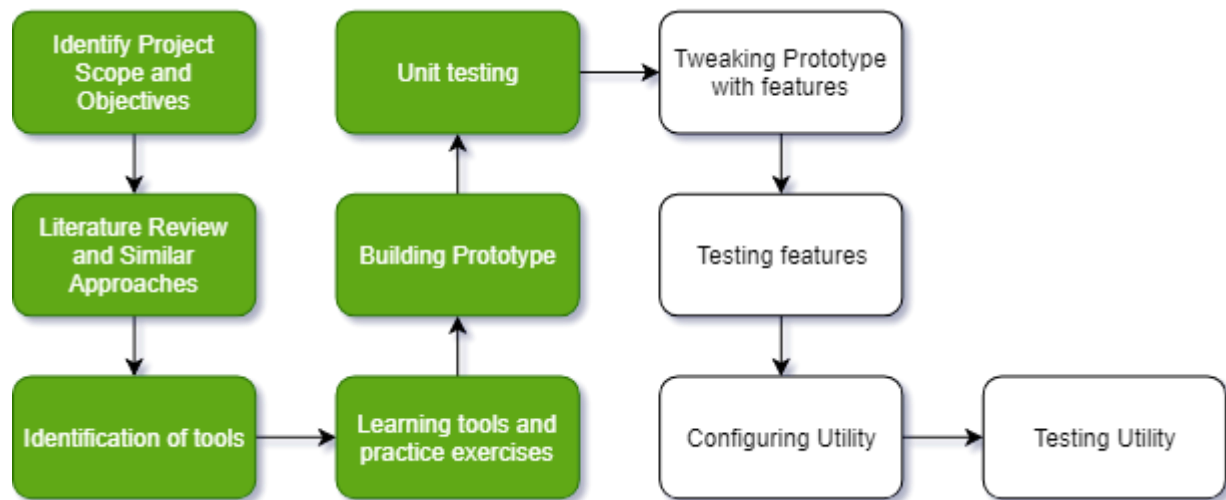 Identify Project
Scope and
Objectives
Literature Review
and Similar
Approaches
Identification of tools
Learning tools and
practice exercises
Building Prototype
Unit testing
Tweaking Prototype
with features
Testing features
Configuring Utility
Testing Utility